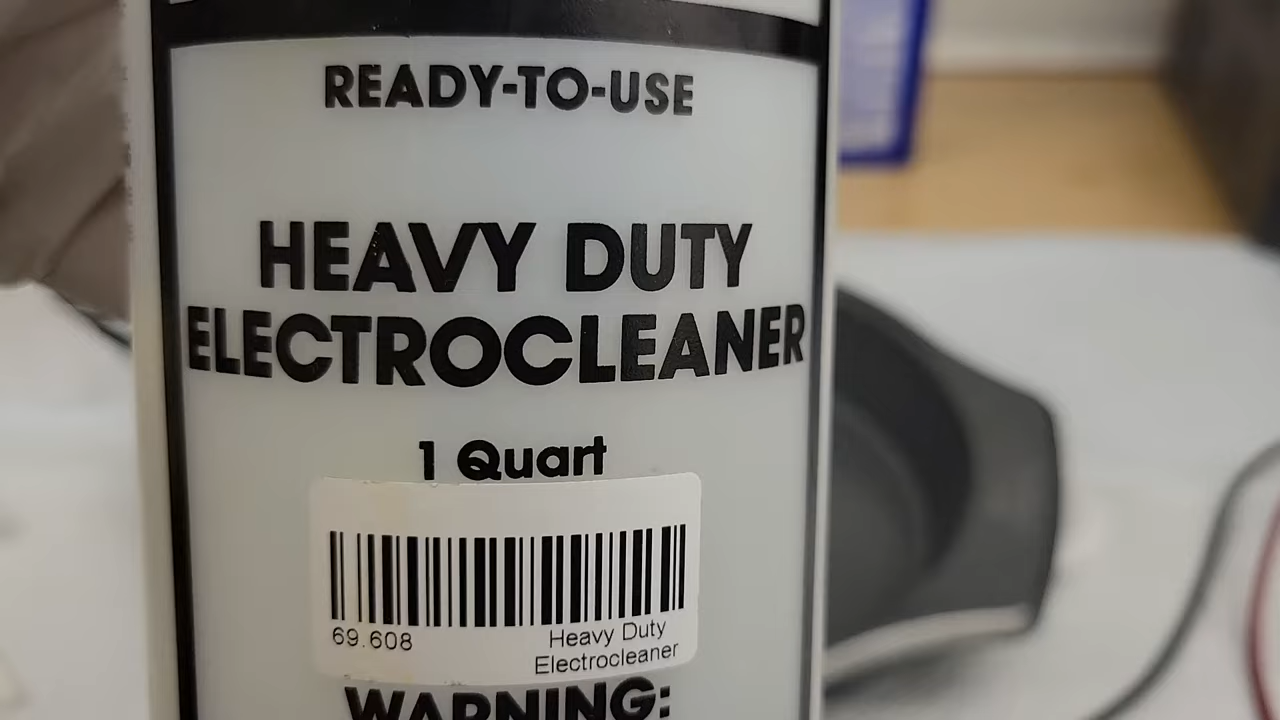 READY-TO-USE
HEAVY DUTY
ELECTROCLEANER
1 Quart
69.608
Heavy Duty
Electrocleaner
WARNING: